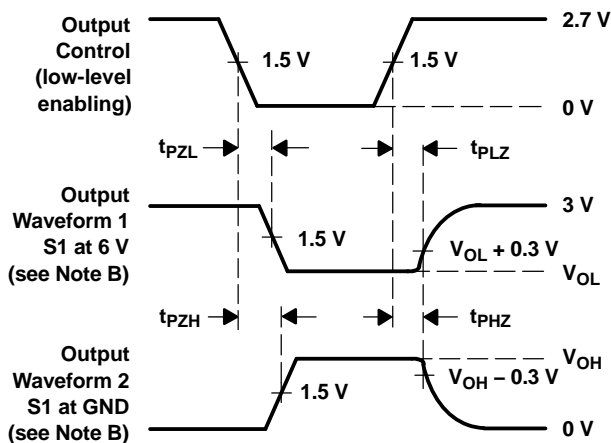 Output
Control
(low-level
enabling)
1.5 V
1.5 V
2.7 V
0 V
tPZL
tPLZ
Output
Waveform 1
S1 at 6 V
(see Note B)
1.5 V
3 V
VOL + 0.3 V
VOL
tPZH
tPHZ
Output
Waveform 2
S1 at GND
(see Note B)
1.5 V
VOH
VOH − 0.3 V
0 V